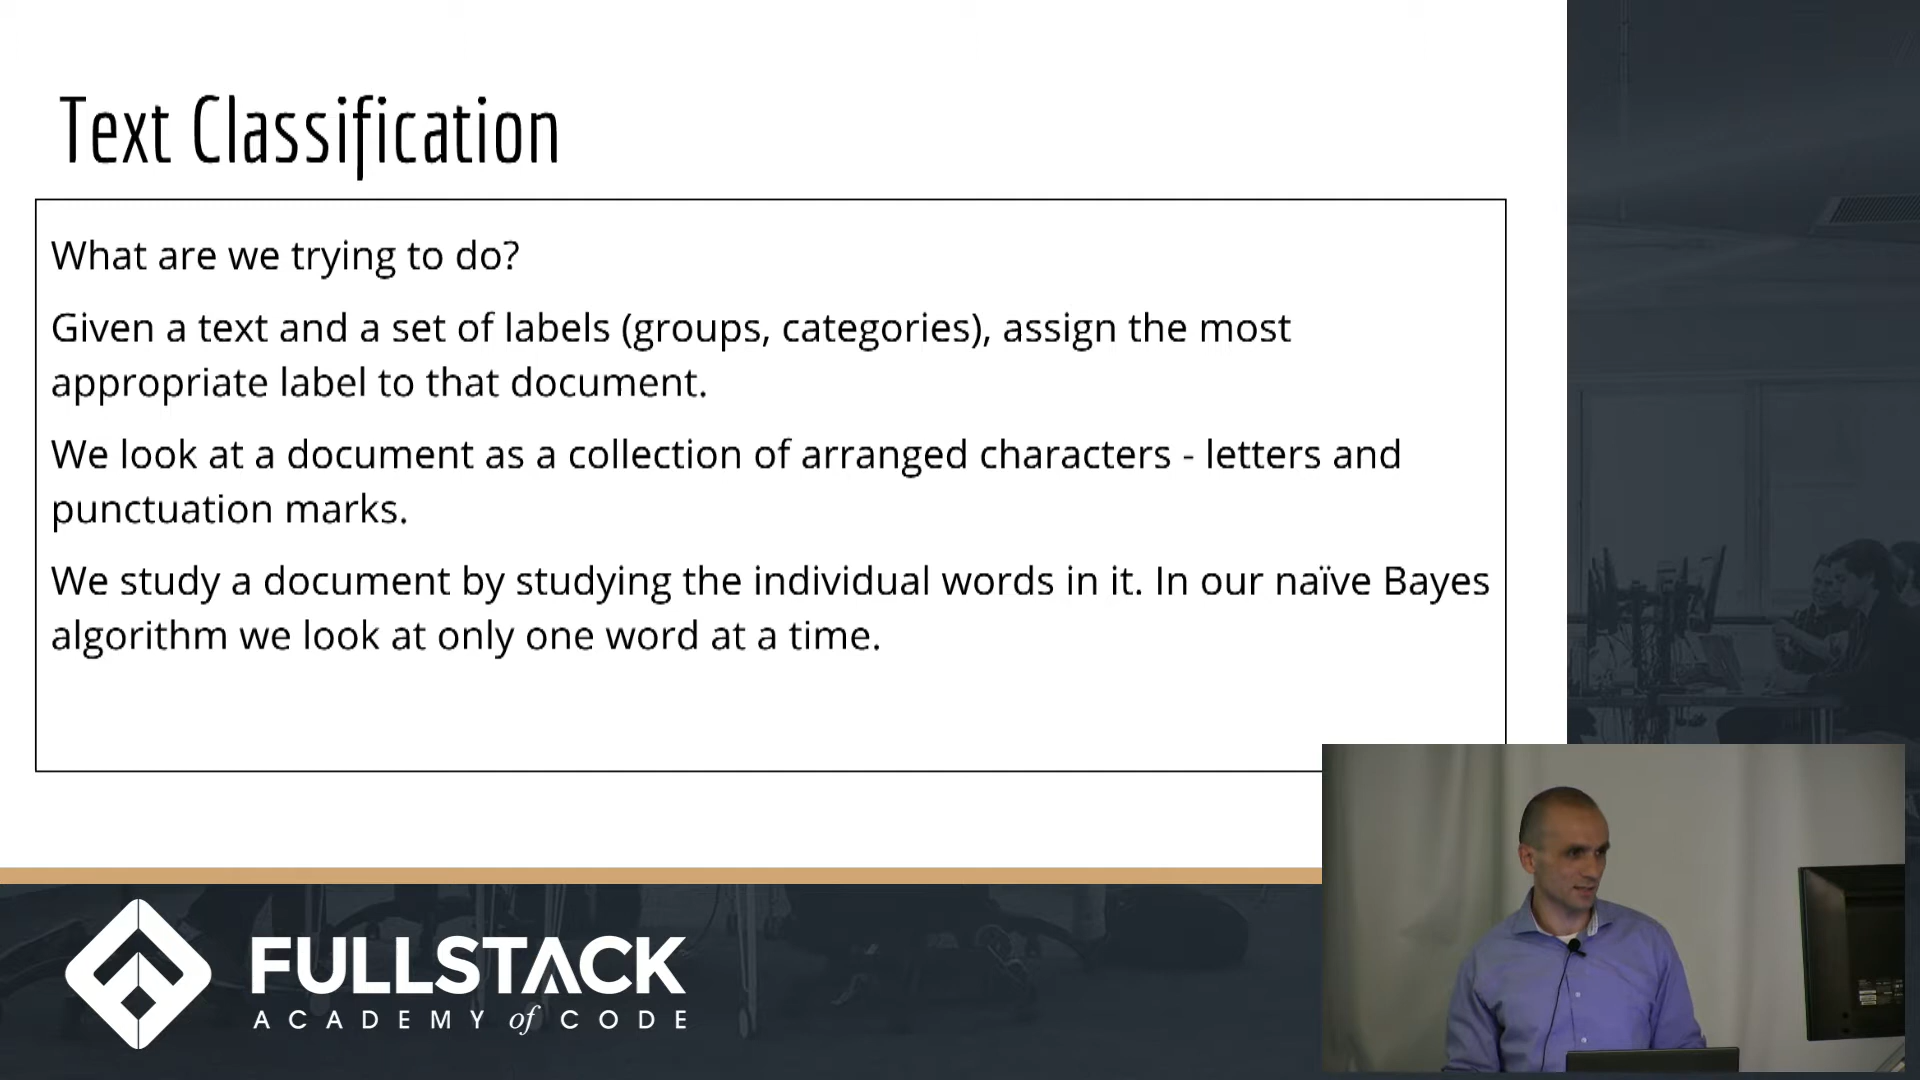 Text Classification
What are we trying to do?
Given a text and a set of labels (groups, categories), assign the most
appropriate label to that document.
We look at a document as a collection of arranged characters - letters and
punctuation marks.
We study a document by studying the individual words in it. In our naïve Bayes
algorithm we look at only one word at a time.
FULLSTACK
ACADEMY of CODE